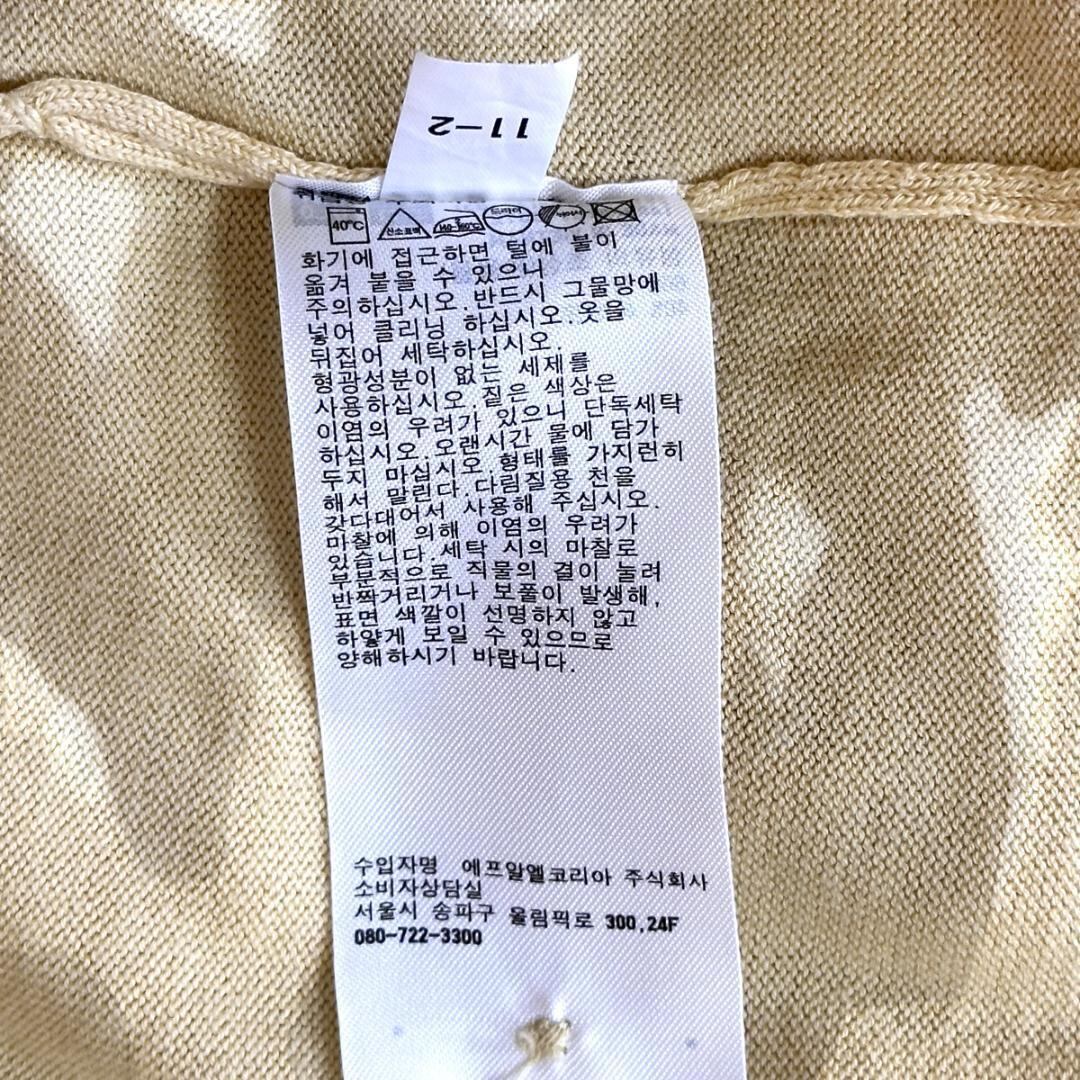 11-2
40℃
산소표백
140-160℃
드라이
화기에 접근하면 털에 불이
옮겨 붙을 수 있으니
주의하십시오.반드시 그물망에
넣어 클리닝 하십시오.옷을
뒤집어 세탁하십시오.
형광성분이 없는 세제를
사용하십시오.짙은 색상은
이염의 우려가 있으니 단독세탁
하십시오.오랜시간 물에 담가
두지 마십시오.형태를 가지런히
해서 말린다.다림질용 천을
갖다대어서 사용해 주십시오.
마찰에 의해 이염의 우려가
있습니다.세탁 시의 마찰로
부분적으로 직물의 결이 눌려
반짝거리거나 보풀이 발생해,
표면 색깔이 선명하지 않고
하얗게 보일 수 있으므로
양해하시기 바랍니다.
수입자명 에프알엘코리아 주식회사
소비자상담실
서울시 송파구 올림픽로 300,24F
080-722-3300